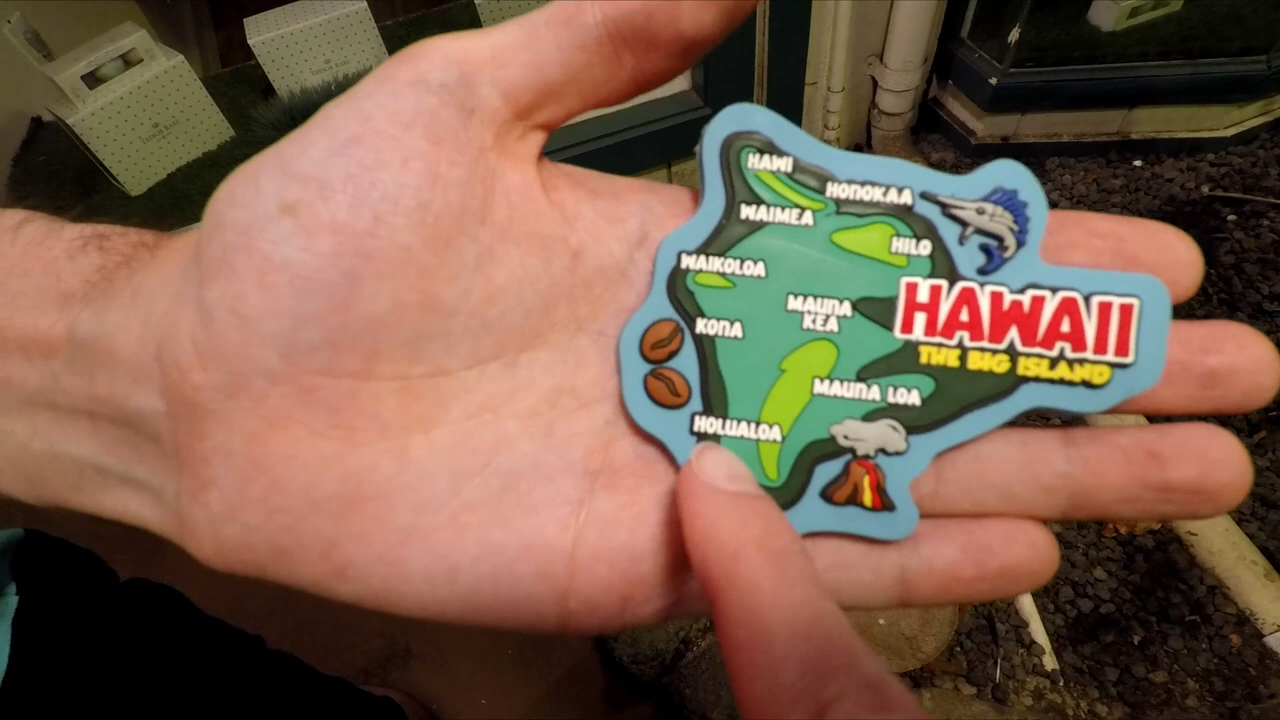 HAWI
HONOKAA
WAIMEA
HILO
WAIKOLOA
MAUNA
KEA
KONA
HAWAII
THE BIG ISLAND
MAUNA LOA
HOLUALOA